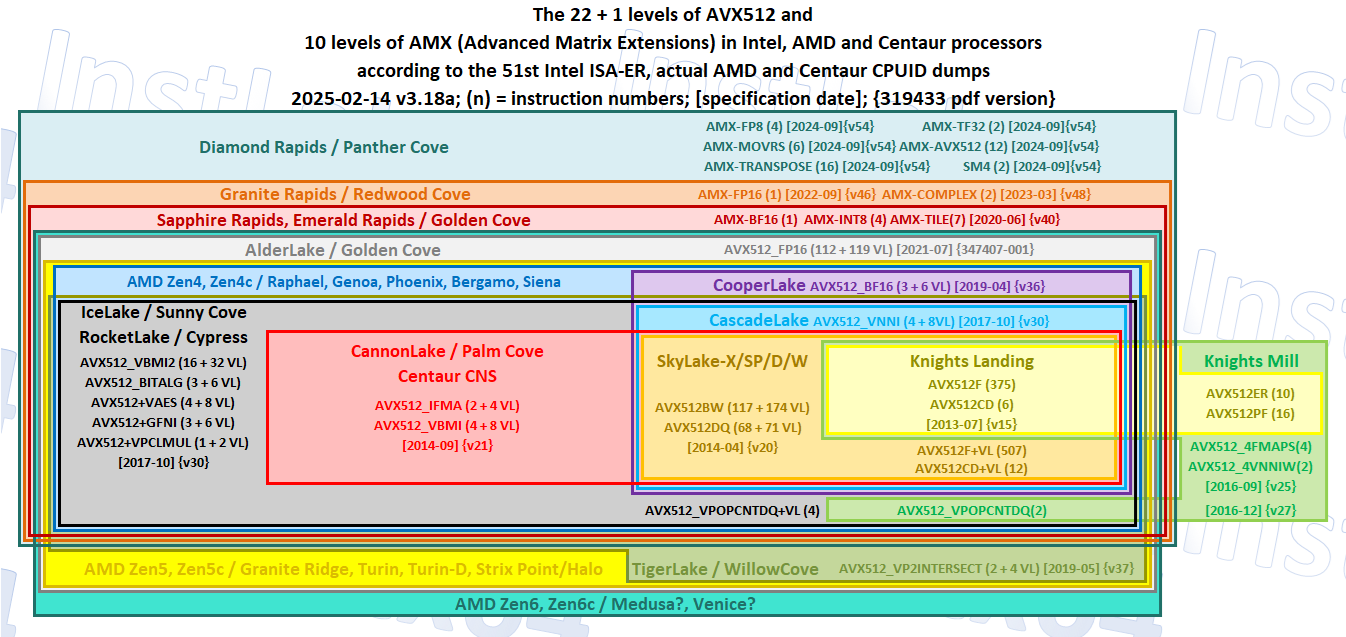 The 22 + 1 levels of AVX512 and
10 levels of AMX (Advanced Matrix Extensions) in Intel, AMD and Centaur processors
according to the 51st Intel ISA-ER, actual AMD and Centaur CPUID dumps
2025-02-14 v3.18a; (n) = instruction numbers; [specification date]; {319433 pdf version}
Diamond Rapids / Panther Cove
AMX-FP8 (4) [2024-09]{v54} AMX-TF32 (2) [2024-09]{v54}
AMX-MOVRS (6) [2024-09]{v54} AMX-AVX512 (12) [2024-09]{v54}
AMX-TRANSPOSE (16) [2024-09]{v54} SM4 (2) [2024-09]{v54}
Granite Rapids / Redwood Cove AMX-FP16 (1) [2022-09] {v46} AMX-COMPLEX (2) [2023-03] {v48}
Sapphire Rapids, Emerald Rapids / Golden Cove AMX-BF16 (1) AMX-INT8 (4) AMX-TILE(7) [2020-06] {v40}
AlderLake / Golden Cove AVX512_FP16 (112 + 119 VL) [2021-07] {347407-001}
AMD Zen4, Zen4c / Raphael, Genoa, Phoenix, Bergamo, Siena
CooperLake AVX512_BF16 (3 + 6 VL) [2019-04] {v36}
CascadeLake AVX512_VNNI (4 + 8VL) [2017-10] {v30}
IceLake / Sunny Cove
RocketLake / Cypress
AVX512_VBMI2 (16 + 32 VL)
AVX512_BITALG (3 + 6 VL)
AVX512+VAES (4 + 8 VL)
AVX512+GFNI (3 + 6 VL)
AVX512+VPCLMUL (1 + 2 VL)
[2017-10] {v30}
CannonLake / Palm Cove
Centaur CNS
AVX512_IFMA (2 + 4 VL)
AVX512_VBMI (4 + 8 VL)
[2014-09] {v21}
SkyLake-X/SP/D/W
AVX512BW (117 + 174 VL)
AVX512DQ (68 + 71 VL)
[2014-04] {v20}
Knights Landing
AVX512F (375)
AVX512CD (6)
[2013-07] {v15}
AVX512F+VL (507)
AVX512CD+VL (12)
Knights Mill
AVX512ER (10)
AVX512PF (16)
AVX512_4FMAPS(4)
AVX512_4VNNIW(2)
[2016-09] {v25}
AVX512_VPOPCNTDQ+VL (4) AVX512_VPOPCNTDQ(2) [2016-12] {v27}
AMD Zen5, Zen5c / Granite Ridge, Turin, Turin-D, Strix Point/Halo
TigerLake / WillowCove AVX512_VP2INTERSECT (2 + 4 VL) [2019-05] {v37}
AMD Zen6, Zen6c / Medusa?, Venice?